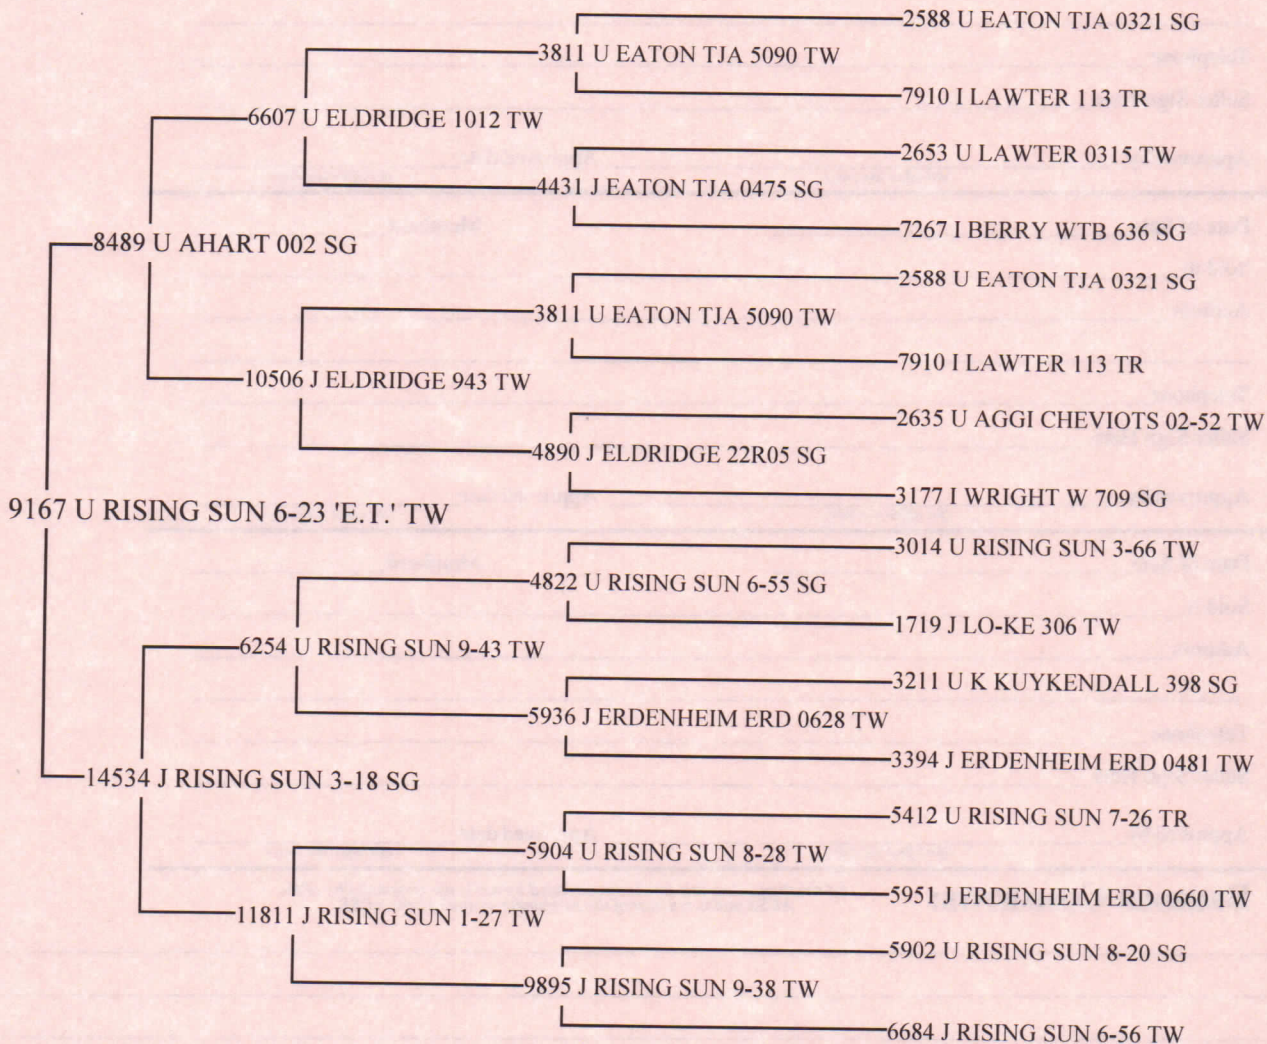 2588 U EATON TJA 0321 SG
3811 U EATON TJA 5090 TW
7910 I LAWTER 113 TR
6607 U ELDRIDGE 1012 TW
2653 U LAWTER 0315 TW
4431 J EATON TJA 0475 SG
7267 I BERRY WTB 636 SG
8489 U AHART 002 SG
2588 U EATON TJA 0321 SG
3811 U EATON TJA 5090 TW
7910 I LAWTER 113 TR
10506 J ELDRIDGE 943 TW
2635 U AGGI CHEVIOTS 02-52 TW
4890 J ELDRIDGE 22R05 SG
3177 I WRIGHT W 709 SG
9167 U RISING SUN 6-23 'E.T.' TW
3014 U RISING SUN 3-66 TW
4822 U RISING SUN 6-55 SG
1719 J LO-KE 306 TW
6254 U RISING SUN 9-43 TW
3211 U K KUYKENDALL 398 SG
5936 J ERDENHEIM ERD 0628 TW
3394 J ERDENHEIM ERD 0481 TW
14534 J RISING SUN 3-18 SG
5412 U RISING SUN 7-26 TR
5904 U RISING SUN 8-28 TW
5951 J ERDENHEIM ERD 0660 TW
11811 J RISING SUN 1-27 TW
5902 U RISING SUN 8-20 SG
9895 J RISING SUN 9-38 TW
6684 J RISING SUN 6-56 TW